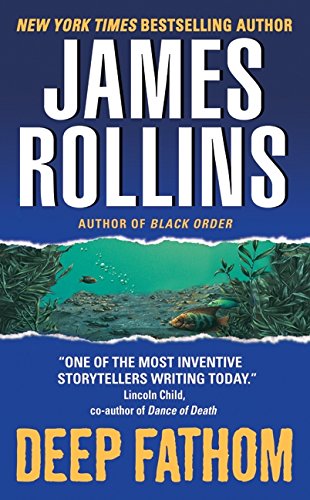 NEW YORK TIMES BESTSELLING AUTHOR
JAMES
ROLLINS
AUTHOR OF BLACK ORDER
“ONE OF THE MOST INVENTIVE
STORYTELLERS WRITING TODAY.”
Lincoln Child,
co-author of Dance of Death
DEEP FATHOM